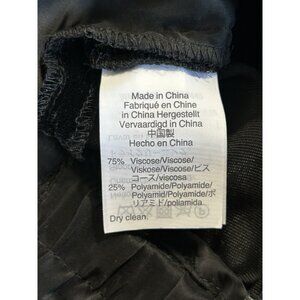 Made in China
Fabriqué en Chine
in China Hergestellt
Vervaardigd in China
中国製
Hecho en China
75% Viscose/Viscose/
Viskose/Viscose/ビス
コース/viscosa
25% Polyamide/Polyamide/
Polyamid/Polyamide/ポ
リアミド/poliamida
Dry clean.